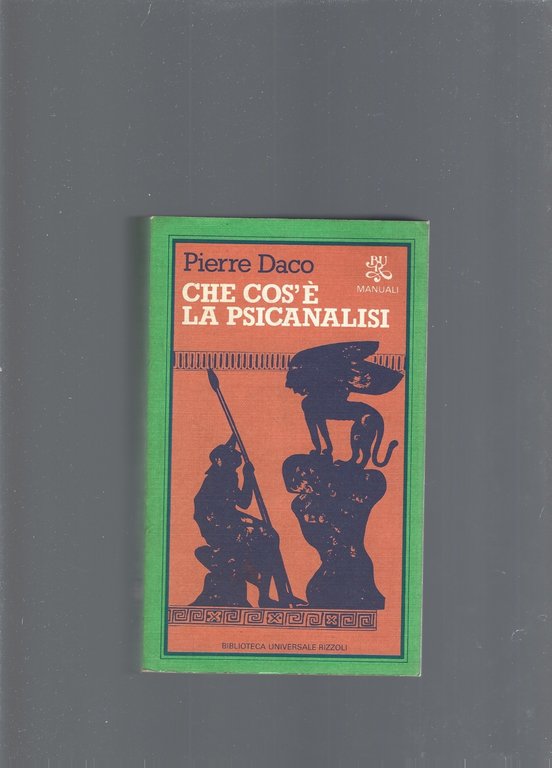 Pierre Daco
BUR
MANUALI
CHE COS'È
LA PSICANALISI
BIBLIOTECA UNIVERSALE RIZZOLI